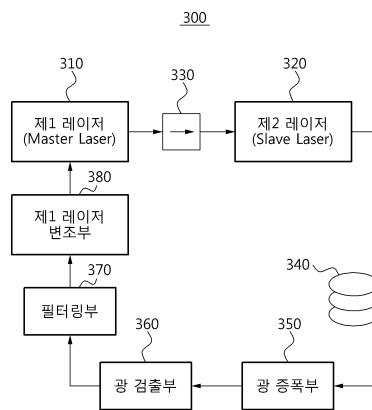 300
310
320
330
제1 레이저
(Master Laser)
제2 레이저
(Slave Laser)
380
제1 레이저
변조부
370
340
필터링부
360
350
광 검출부
광 증폭부